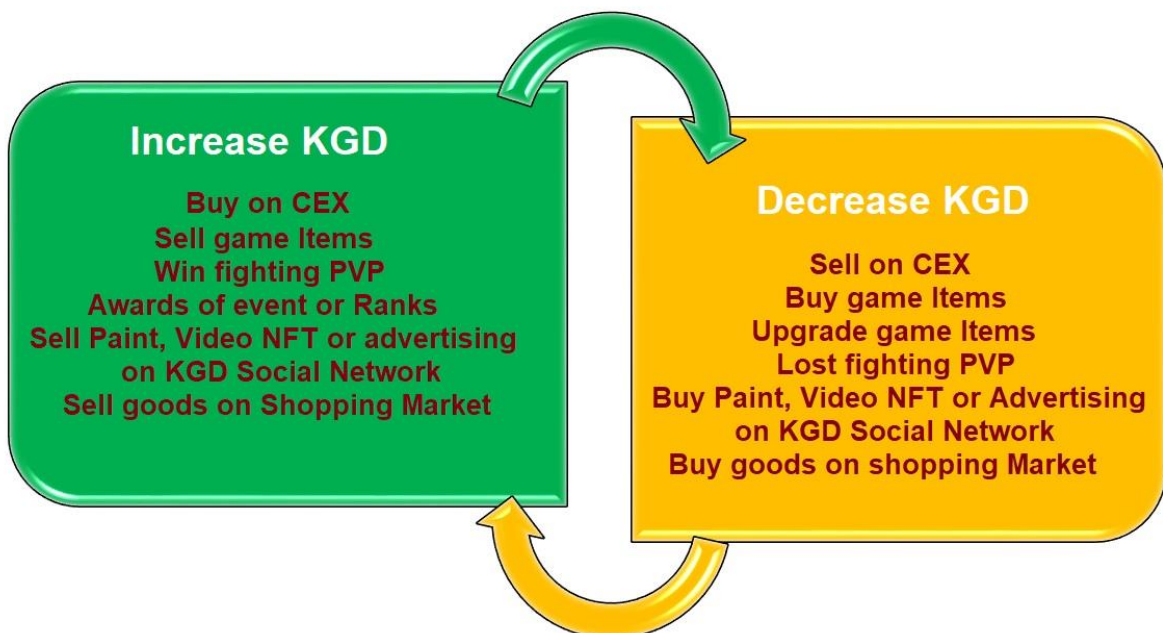 Increase KGD
Buy on CEX
Sell game Items
Win fighting PVP
Awards of event or Ranks
Sell Paint, Video NFT or advertising
on KGD Social Network
Sell goods on Shopping Market
Decrease KGD
Sell on CEX
Buy game Items
Upgrade game Items
Lost fighting PVP
Buy Paint, Video NFT or Advertising
on KGD Social Network
Buy goods on shopping Market